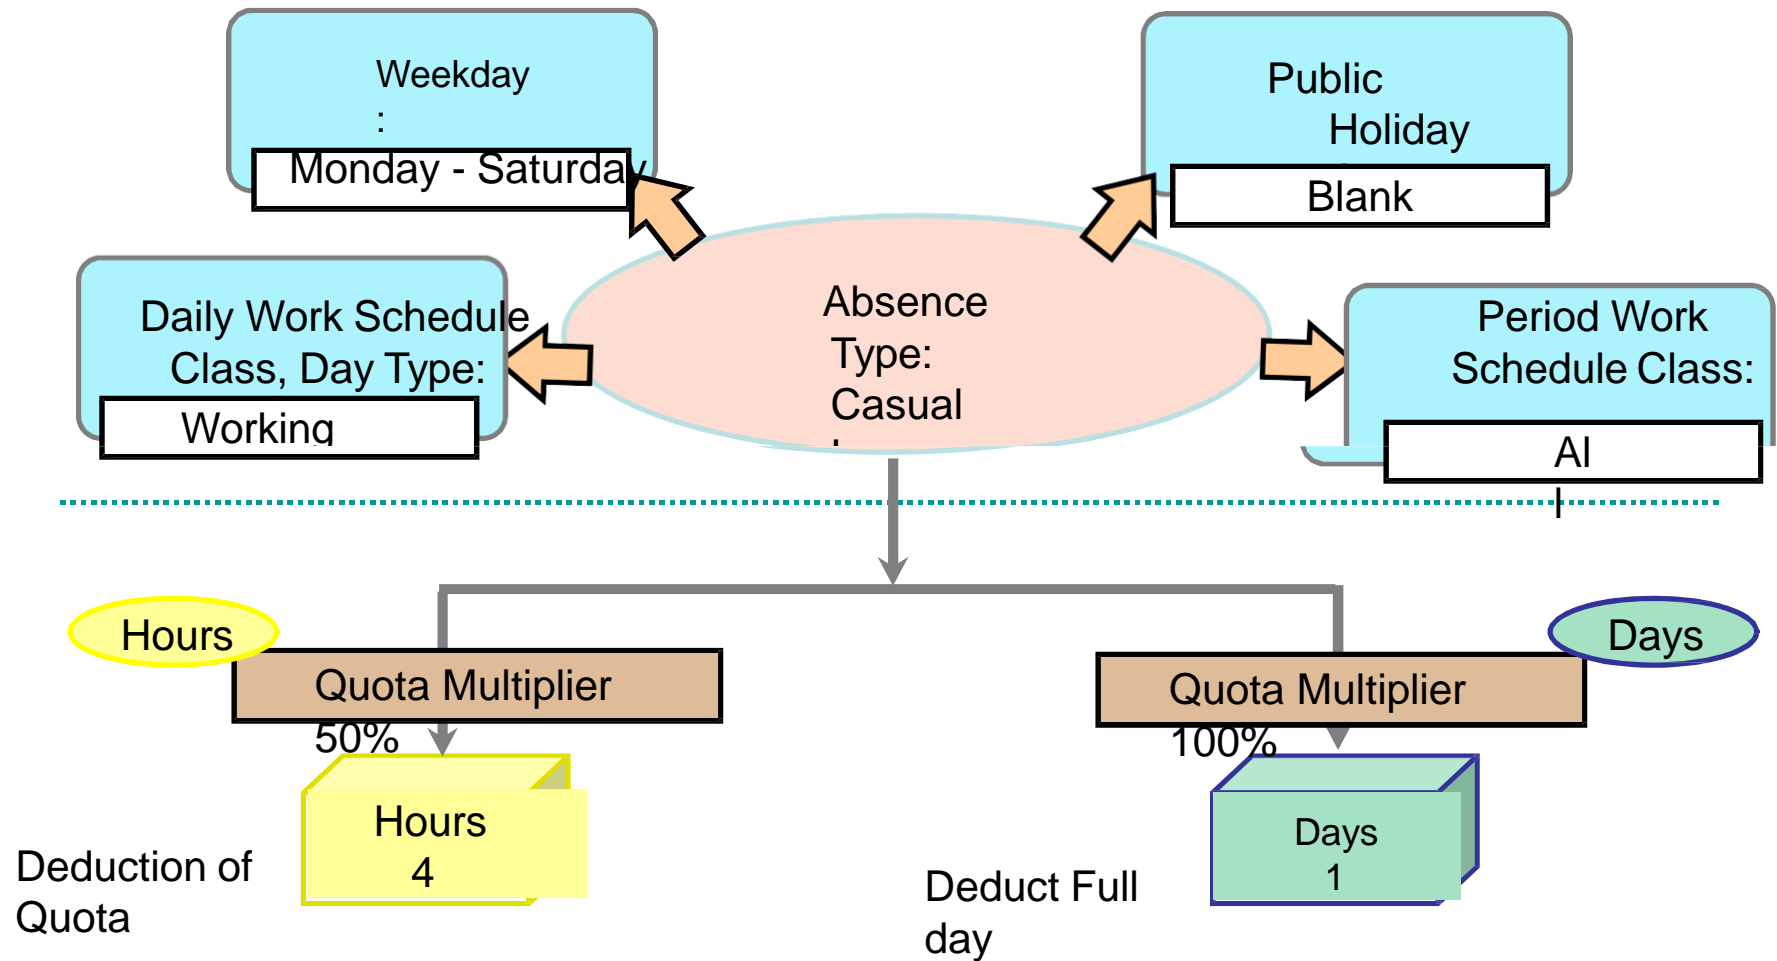 Weekday
:
Monday - Saturday
Public
Holiday
Blank
Daily Work Schedule
Class, Day Type:
Working
Absence
Type:
Casual
Period Work
Schedule Class:
Al
l
Hours
Quota Multiplier
50%
Hours
4
Deduction of
Quota
Days
Quota Multiplier
100%
Days
1
Deduct Full
day